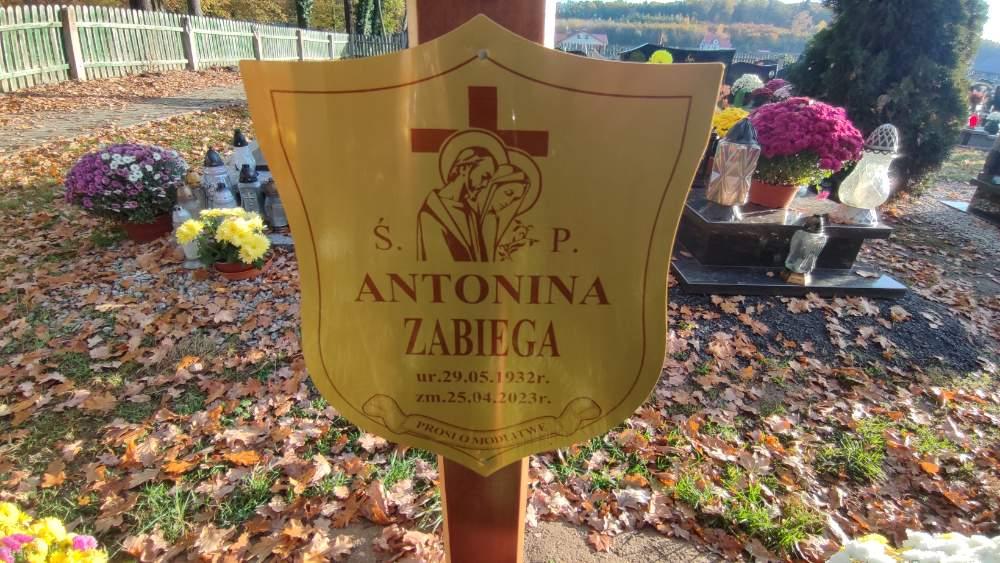 Ś. P.
ANTONINA
ZABIEGA
ur.29.05.1932r.
zm.25.04.2023r.
PROSI O MODLITWĘ